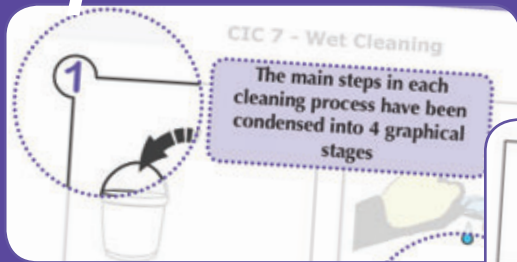 CIC 7 - Wet Cleaning
1
The main steps in each
cleaning process have been
condensed into 4 graphical
stages